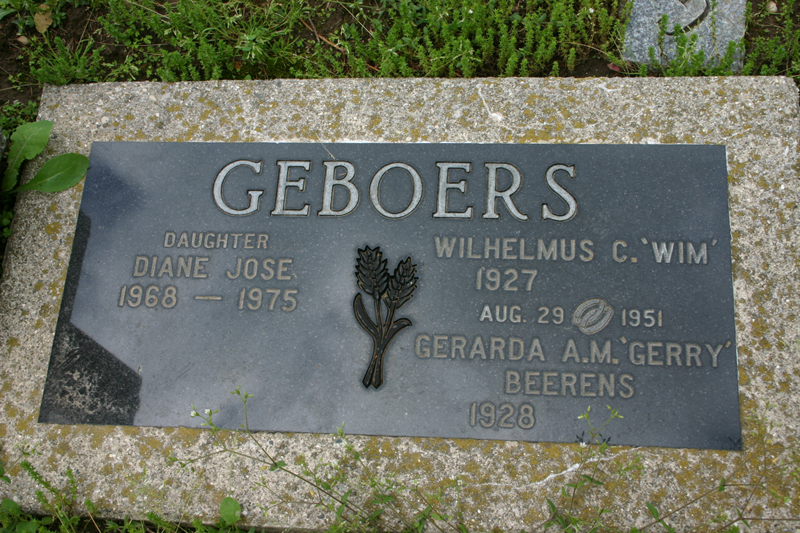 GEBOERS
DAUGHTER
DIANE JOSE
1968 — 1975
WILHELMUS C. 'WIM'
1927
AUG. 29 1951
GERARDA A.M. 'GERRY'
BEERENS
1928